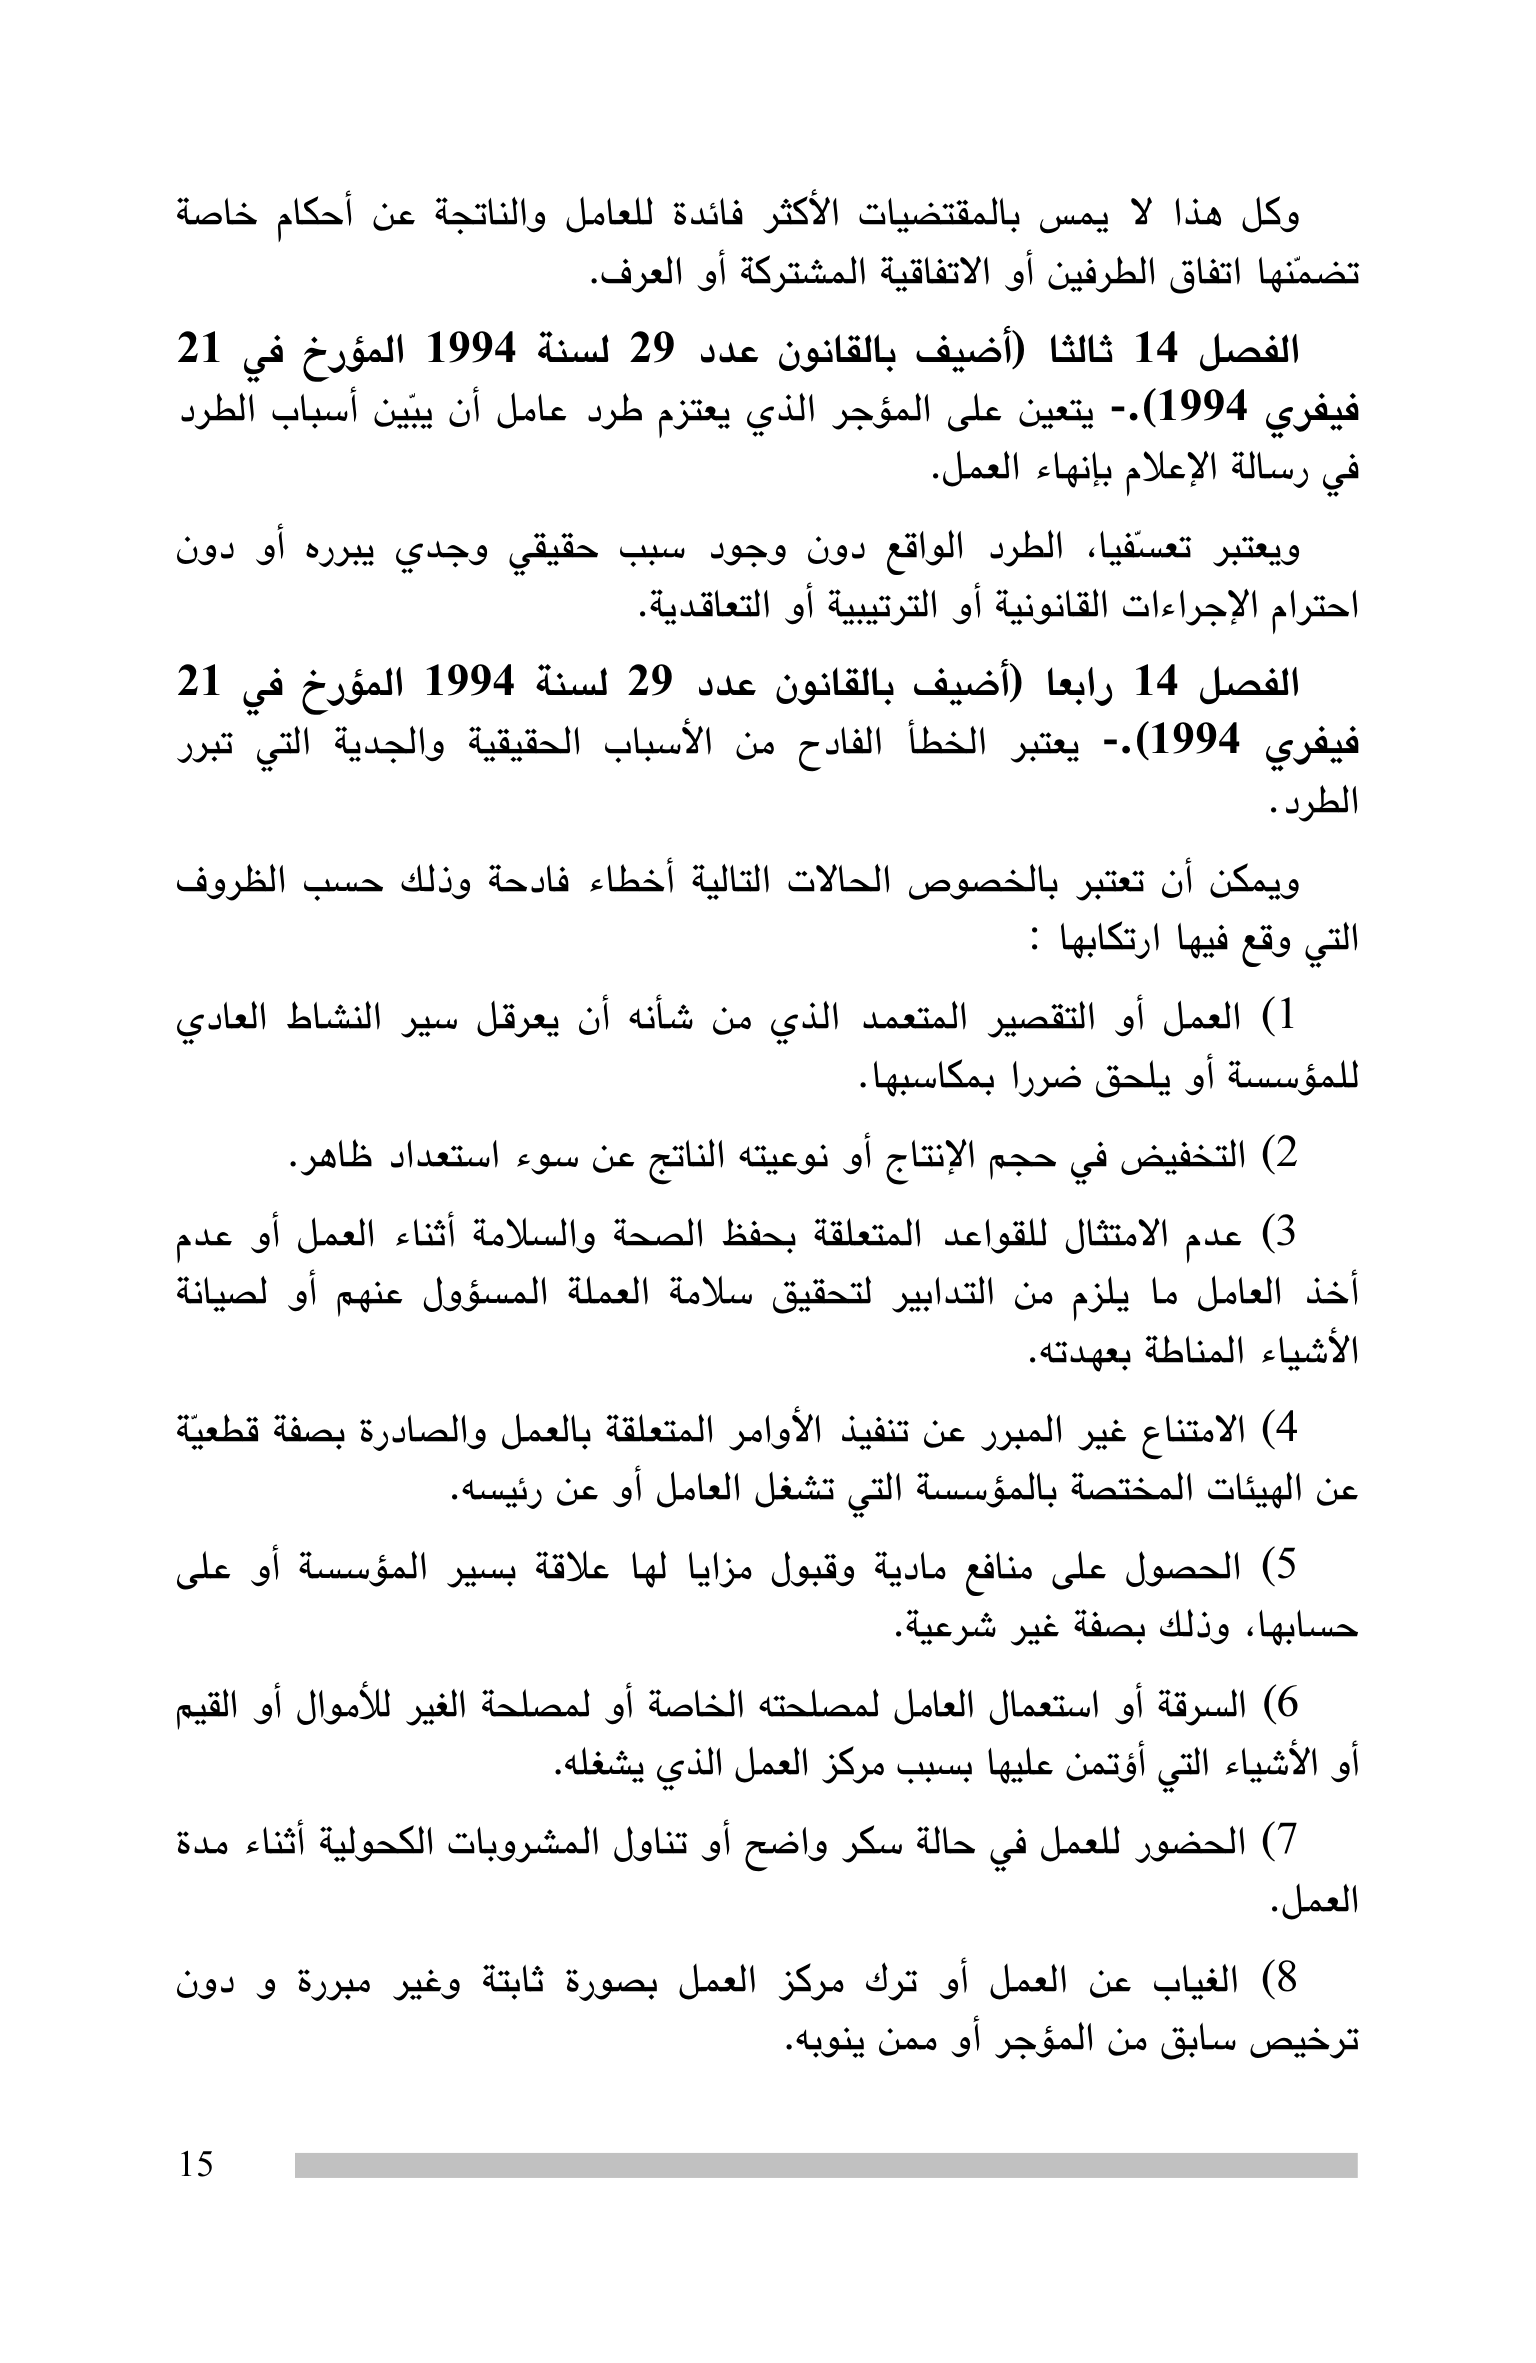 وكل هذا لا يمس بالمقتضيات الأكثر فائدة للعامل والناتجة عن أحكام خاصة
تضمّنها اتفاق الطرفين أو الاتفاقية المشتركة أو العرف.
الفصل 14 ثالثا (أضيف بالقانون عدد 29 لسنة 1994 المؤرخ في 21
فيفري 1994).- يتعين على المؤجر الذي يعتزم طرد عامل أن يبّين أسباب الطرد
في رسالة الإعلام بإنهاء العمل.
ويعتبر تعسّفيا، الطرد الواقع دون وجود سبب حقيقي وجدي يبرره أو دون
احترام الإجراءات القانونية أو الترتيبية أو التعاقدية.
الفصل 14 رابعا (أضيف بالقانون عدد 29 لسنة 1994 المؤرخ في 21
فيفري 1994).- يعتبر الخطأ الفادح من الأسباب الحقيقية والجدية التي تبرر
الطرد.
ويمكن أن تعتبر بالخصوص الحالات التالية أخطاء فادحة وذلك حسب الظروف
التي وقع فيها ارتكابها :
1) العمل أو التقصير المتعمد الذي من شأنه أن يعرقل سير النشاط العادي
للمؤسسة أو يلحق ضررا بمكاسبها.
2) التخفيض في حجم الإنتاج أو نوعيته الناتج عن سوء استعداد ظاهر.
3) عدم الامتثال للقواعد المتعلقة بحفظ الصحة والسلامة أثناء العمل أو عدم
أخذ العامل ما يلزم من التدابير لتحقيق سلامة العملة المسؤول عنهم أو لصيانة
الأشياء المناطة بعهدته.
4) الامتناع غير المبرر عن تنفيذ الأوامر المتعلقة بالعمل والصادرة بصفة قطعيّة
عن الهيئات المختصة بالمؤسسة التي تشغل العامل أو عن رئيسه.
5) الحصول على منافع مادية وقبول مزايا لها علاقة بسير المؤسسة أو على
حسابها، وذلك بصفة غير شرعية.
6) السرقة أو استعمال العامل لمصلحته الخاصة أو لمصلحة الغير للأموال أو القيم
أو الأشياء التي أؤتمن عليها بسبب مركز العمل الذي يشغله.
7) الحضور للعمل في حالة سكر واضح أو تناول المشروبات الكحولية أثناء مدة
العمل.
8) الغياب عن العمل أو ترك مركز العمل بصورة ثابتة وغير مبررة و دون
ترخيص سابق من المؤجر أو ممن ينوبه.
15